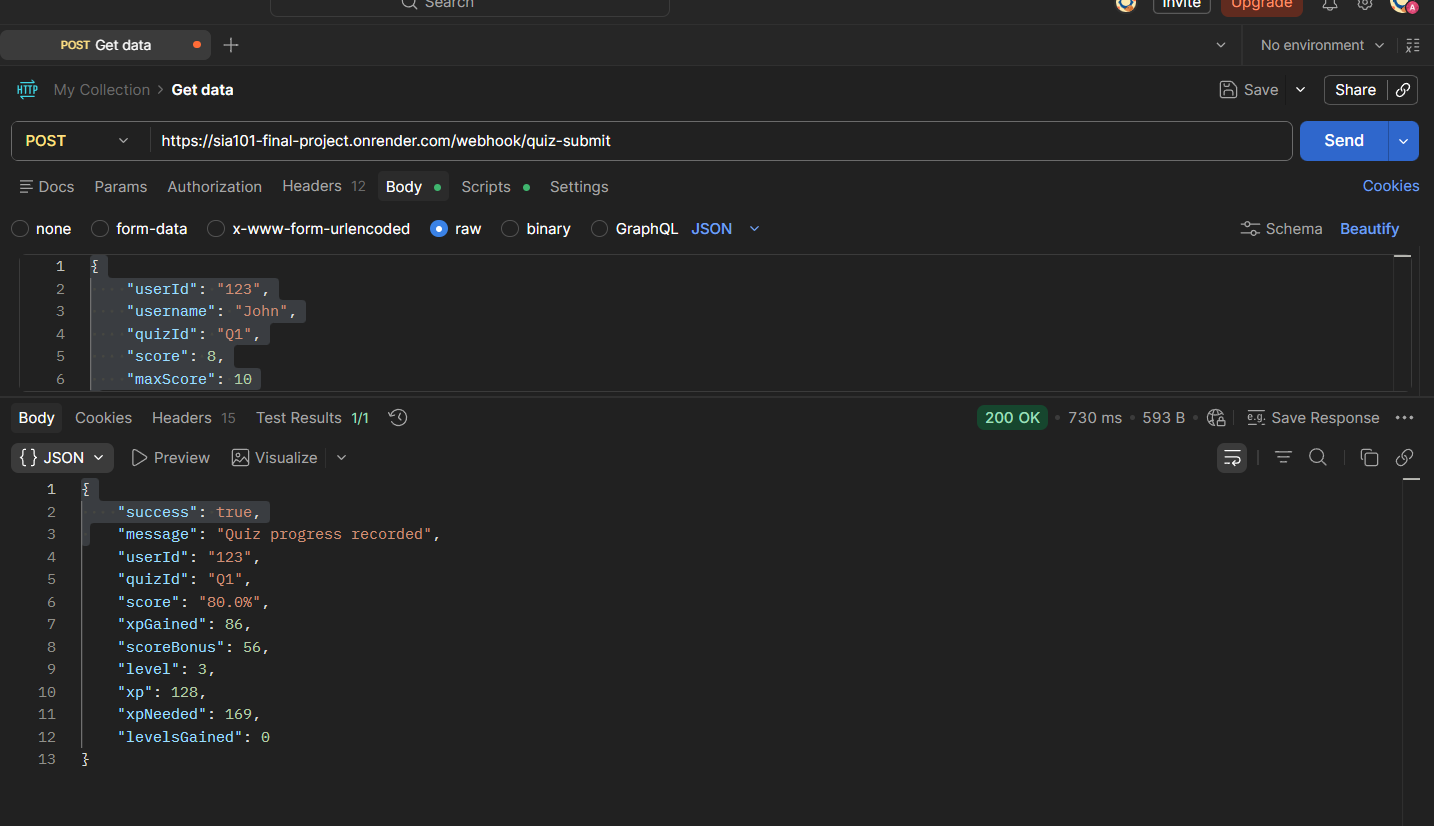 Search
Invite
Upgrade
A
POST Get data
No environment
HTTP My Collection > Get data
Save
Share
POST
https://sia101-final-project.onrender.com/webhook/quiz-submit
Send
Docs Params Authorization Headers 12 Body Scripts Settings
Cookies
none form-data x-www-form-urlencoded raw binary GraphQL JSON
Schema Beautify
1 {
2 "userId": "123",
3 "username": "John",
4 "quizId": "Q1",
5 "score": 8,
6 "maxScore": 10
Body Cookies Headers 15 Test Results 1/1
200 OK • 730 ms • 593 B • e.g. Save Response
{ } JSON Preview Visualize
1 {
2 "success": true,
3 "message": "Quiz progress recorded",
4 "userId": "123",
5 "quizId": "Q1",
6 "score": "80.0%",
7 "xpGained": 86,
8 "scoreBonus": 56,
9 "level": 3,
10 "xp": 128,
11 "xpNeeded": 169,
12 "levelsGained": 0
13 }